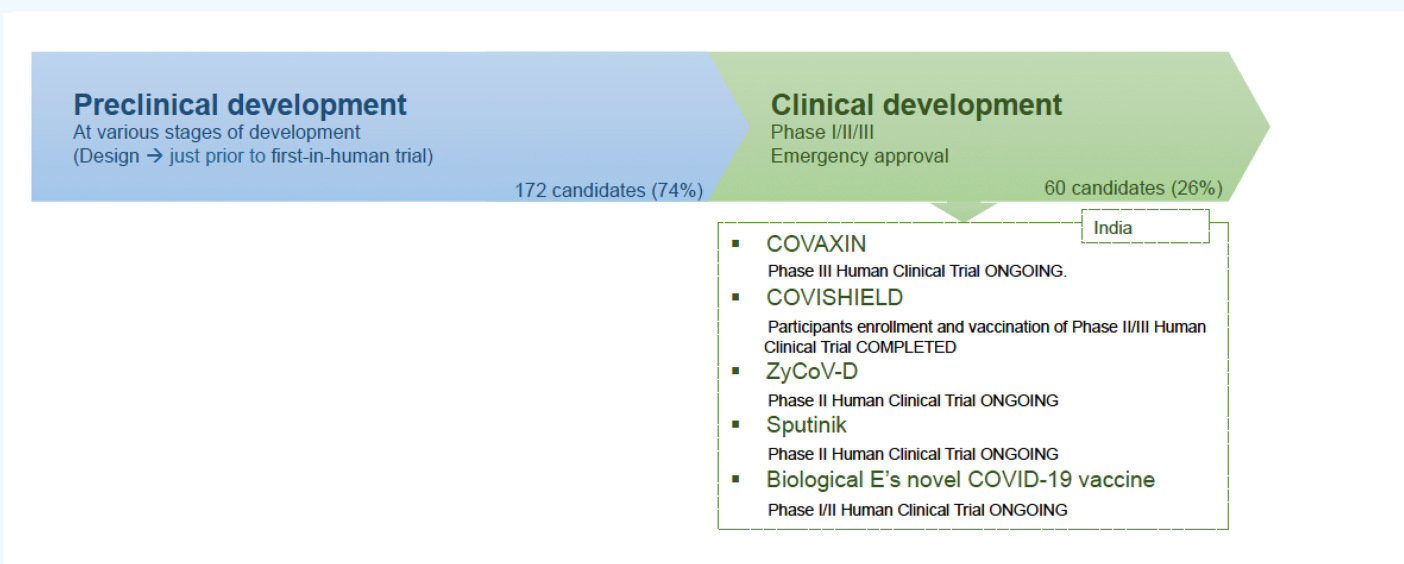 Preclinical development
At various stages of development
(Design → just prior to first-in-human trial)
172 candidates (74%)
Clinical development
Phase I/II/III
Emergency approval
60 candidates (26%)
India
▪ COVAXIN
Phase III Human Clinical Trial ONGOING.
▪ COVISHIELD
Participants enrollment and vaccination of Phase II/III Human
Clinical Trial COMPLETED
▪ ZyCoV-D
Phase II Human Clinical Trial ONGOING
▪ Sputinik
Phase II Human Clinical Trial ONGOING
▪ Biological E’s novel COVID-19 vaccine
Phase I/II Human Clinical Trial ONGOING